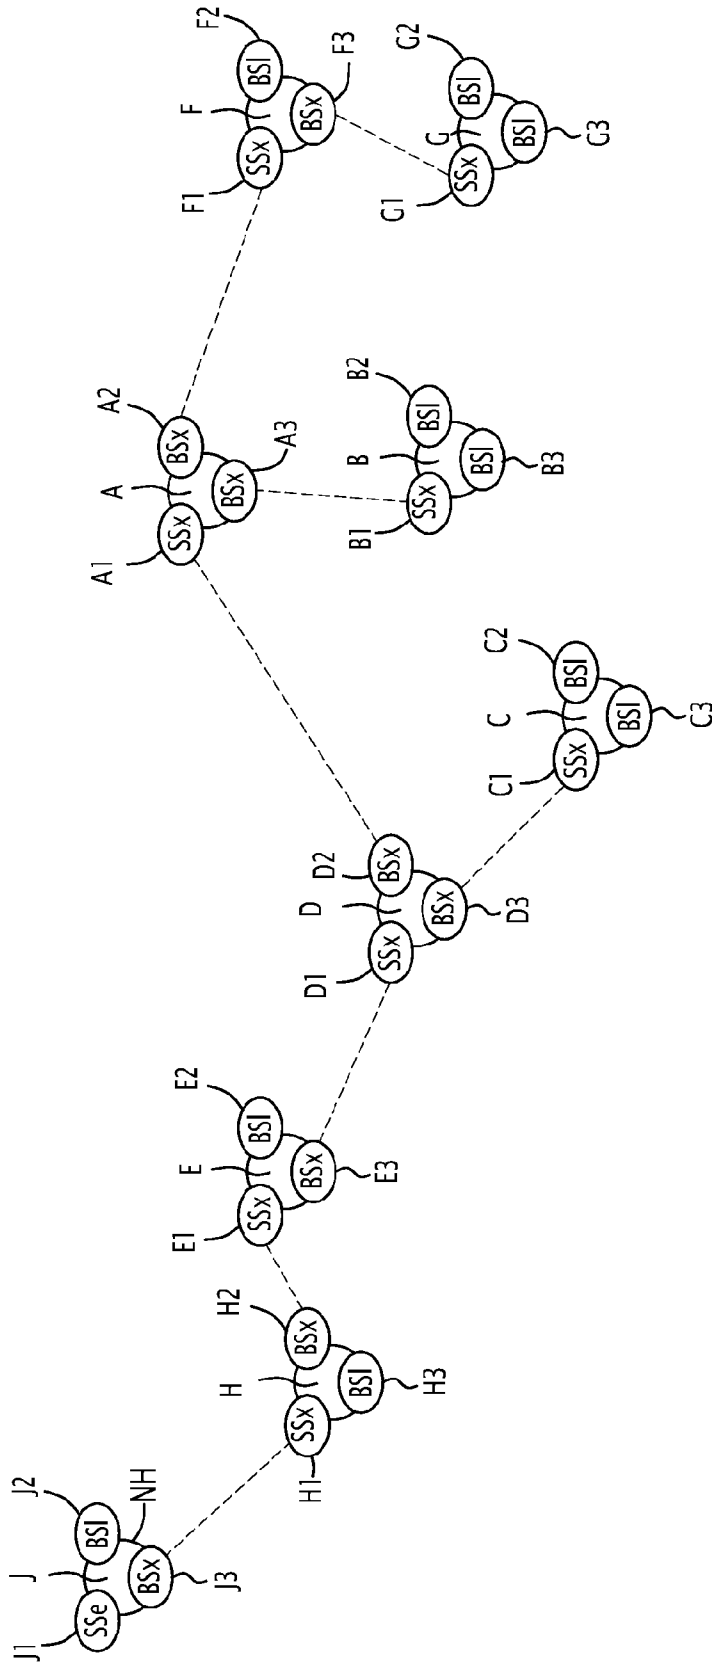 J1
J
J2
NH
SSe
BSl
BSx
J3
H
H2
SSx
BSx
BSl
H1
H3
E1
E
E2
SSx
BSl
BSx
E3
D1
D
D2
SSx
BSx
BSx
D3
C1
C
C2
SSx
BSl
BSl
C3
A1
A
A2
SSx
BSx
BSx
A3
B1
B
B2
SSx
BSl
BSl
B3
F1
F
F2
SSx
BSl
BSx
F3
G1
G
G2
SSx
BSl
BSl
G3